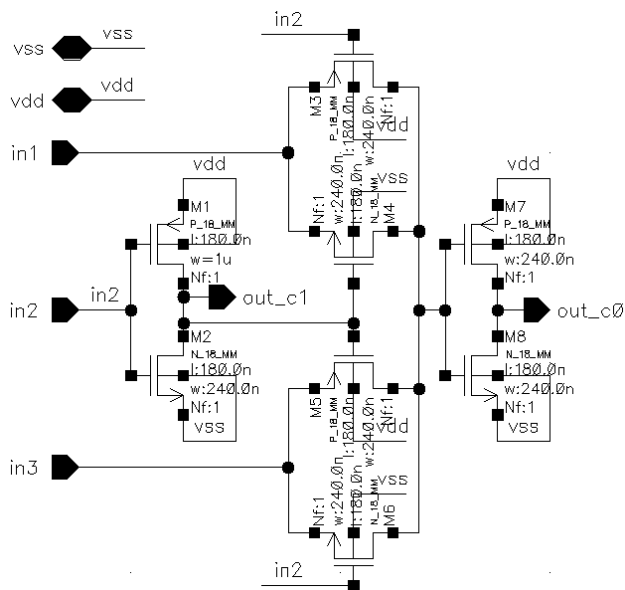 in2
vss
vss
vdd
vdd
in1
M3
P_18_MM
l:180.0n
w:240.0n
Nf:1
vdd
vss
Nf:1
w:240.0n
l:180.0n
N_18_MM
M4
vdd
M1
P_18_MM
l:180.0n
w=1u
Nf:1
in2
in2
out_c1
M2
N_18_MM
l:180.0n
w:240.0n
Nf:1
vss
vdd
M7
P_18_MM
l:180.0n
w:240.0n
Nf:1
out_c0
M8
N_18_MM
l:180.0n
w:240.0n
Nf:1
vss
in3
M5
P_18_MM
l:180.0n
w:240.0n
Nf:1
vdd
vss
Nf:1
w:240.0n
l:180.0n
N_18_MM
M6
in2